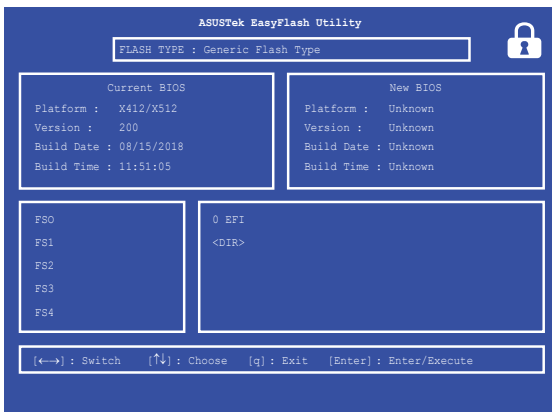 ASUSTek EasyFlash Utility
FLASH TYPE : Generic Flash Type
Current BIOS
Platform : X412/X512
Version : 200
Build Date : 08/15/2018
Build Time : 11:51:05
New BIOS
Platform : Unknown
Version : Unknown
Build Date : Unknown
Build Time : Unknown
FSO
FS1
FS2
FS3
FS4
0 EFI
<DIR>
[←→] : Switch [↑↓] : Choose [q] : Exit [Enter] : Enter/Execute